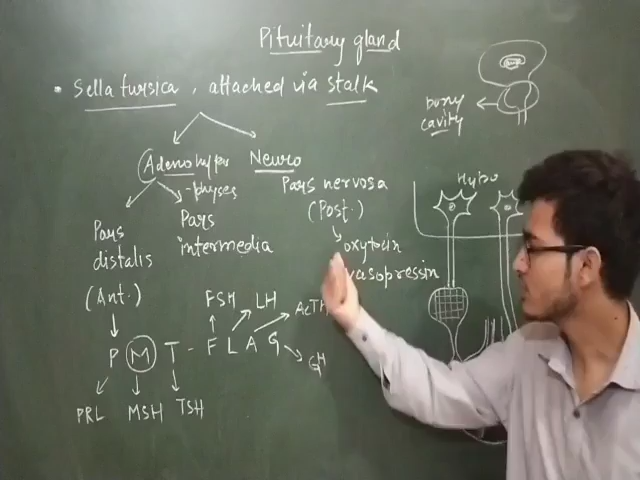 Pituitary gland
• Sella tursica, attached via stalk
bony
cavity
Adenohypo
-physes
Neuro
Hypo
Pars nervosa
(Post.)
Pars
distalis
(Ant.)
Pars
intermedia
oxytocin
vasopressin
FSH
LH
ACTH
P M T - F L A G
GH
PRL
MSH
TSH